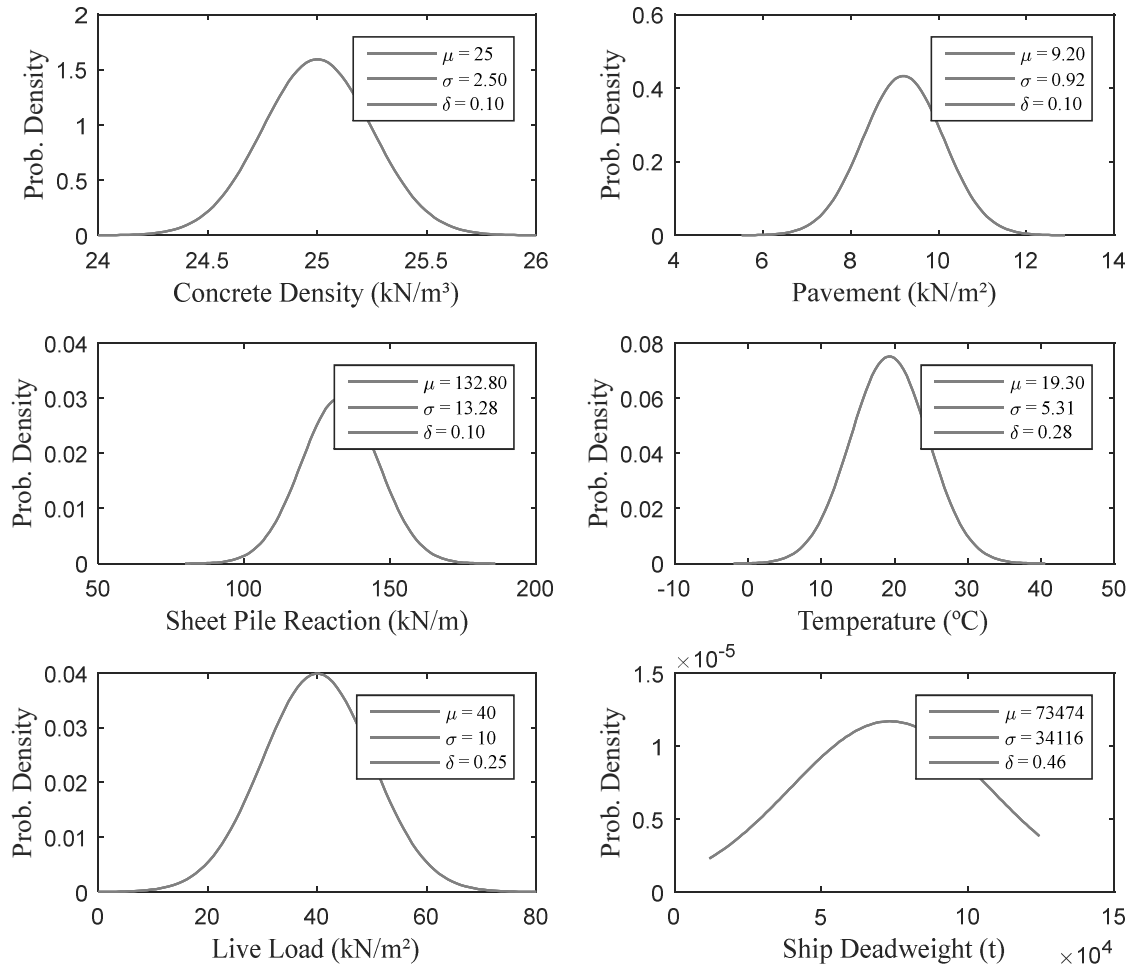 2
1.5
1
0.5
0
Prob. Density
μ = 25
σ = 2.50
δ = 0.10
24 24.5 25 25.5 26
Concrete Density (kN/m³)
0.6
0.4
0.2
0
Prob. Density
μ = 9.20
σ = 0.92
δ = 0.10
4 6 8 10 12 14
Pavement (kN/m²)
0.04
0.03
0.02
0.01
0
Prob. Density
μ = 132.80
σ = 13.28
δ = 0.10
50 100 150 200
Sheet Pile Reaction (kN/m)
0.08
0.06
0.04
0.02
0
Prob. Density
μ = 19.30
σ = 5.31
δ = 0.28
-10 0 10 20 30 40 50
Temperature (ºC)
0.04
0.03
0.02
0.01
0
Prob. Density
μ = 40
σ = 10
δ = 0.25
0 20 40 60 80
Live Load (kN/m²)
×10⁻⁵
1.5
1
0.5
0
Prob. Density
μ = 73474
σ = 34116
δ = 0.46
0 5 10 15
Ship Deadweight (t)
×10⁴